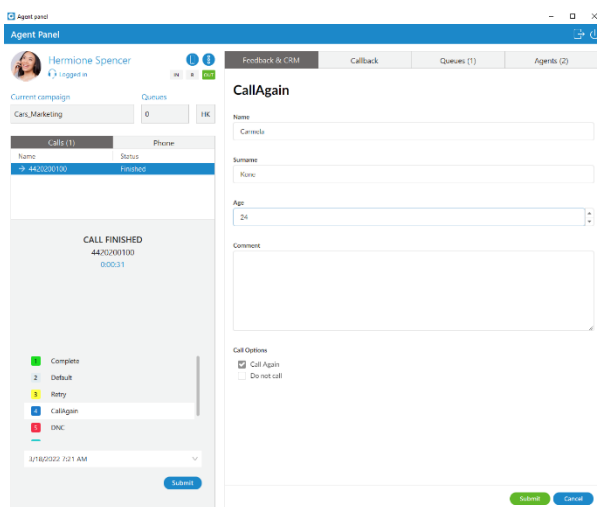 Agent panel
Agent Panel
Hermione Spencer
Logged in
IN
OUT
Current campaign
Queues
Cars_Marketing
0
HK
Calls (1)
Phone
Name
Status
4420200100
Finished
CALL FINISHED
4420200100
0:00:31
1 Complete
2 Default
3 Retry
4 CallAgain
5 DNC
3/18/2022 7:21 AM
Submit
Feedback & CRM
Callback
Queues (1)
Agents (2)
CallAgain
Name
Carmela
Surname
Kone
Age
24
Comment
Call Options
Call Again
Do not call
Submit
Cancel